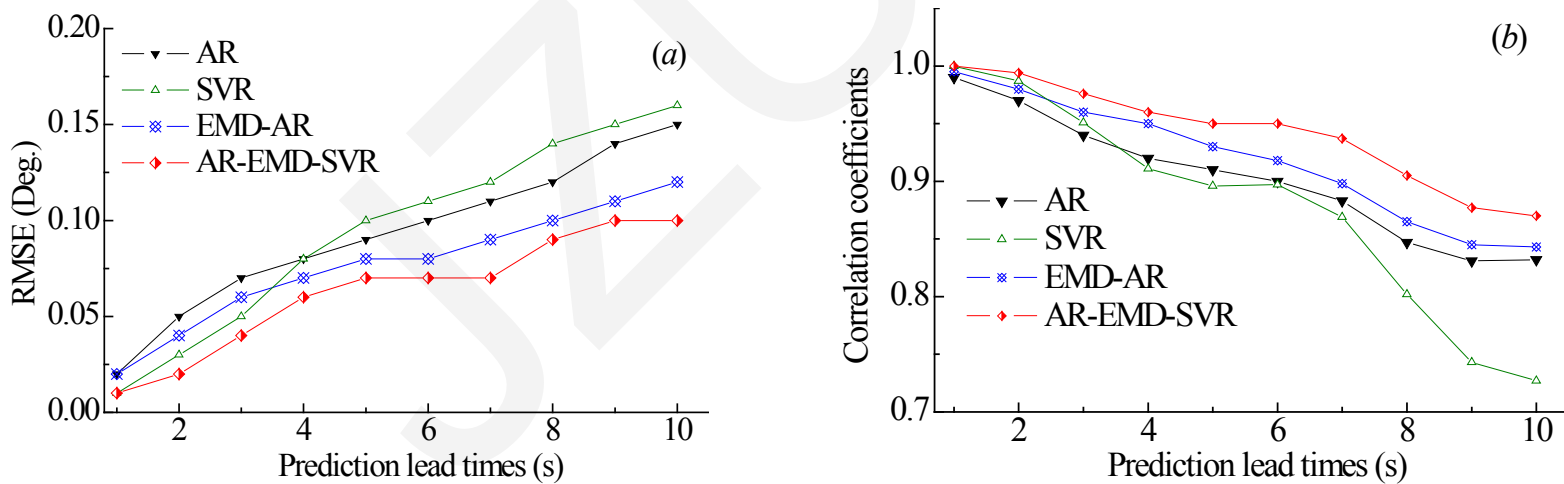 (a)
0.20
0.15
0.10
0.05
0.00
RMSE (Deg.)
AR
SVR
EMD-AR
AR-EMD-SVR
2 4 6 8 10
Prediction lead times (s)
(b)
1.0
0.9
0.8
0.7
Correlation coefficients
AR
SVR
EMD-AR
AR-EMD-SVR
2 4 6 8 10
Prediction lead times (s)